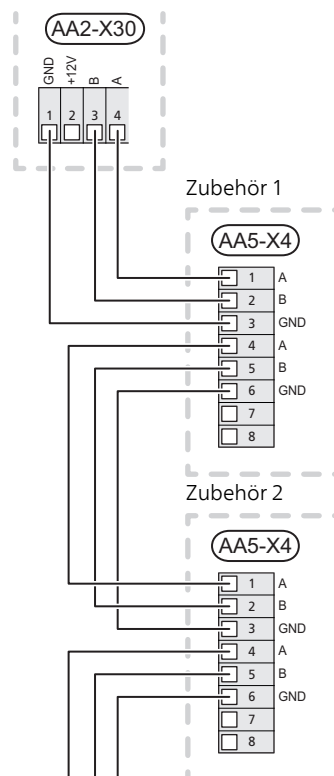 AA2-X30
GND +12V B A
1 2 3 4
Zubehör 1
AA5-X4
1 A
2 B
3 GND
4 A
5 B
6 GND
7
8
Zubehör 2
AA5-X4
1 A
2 B
3 GND
4 A
5 B
6 GND
7
8